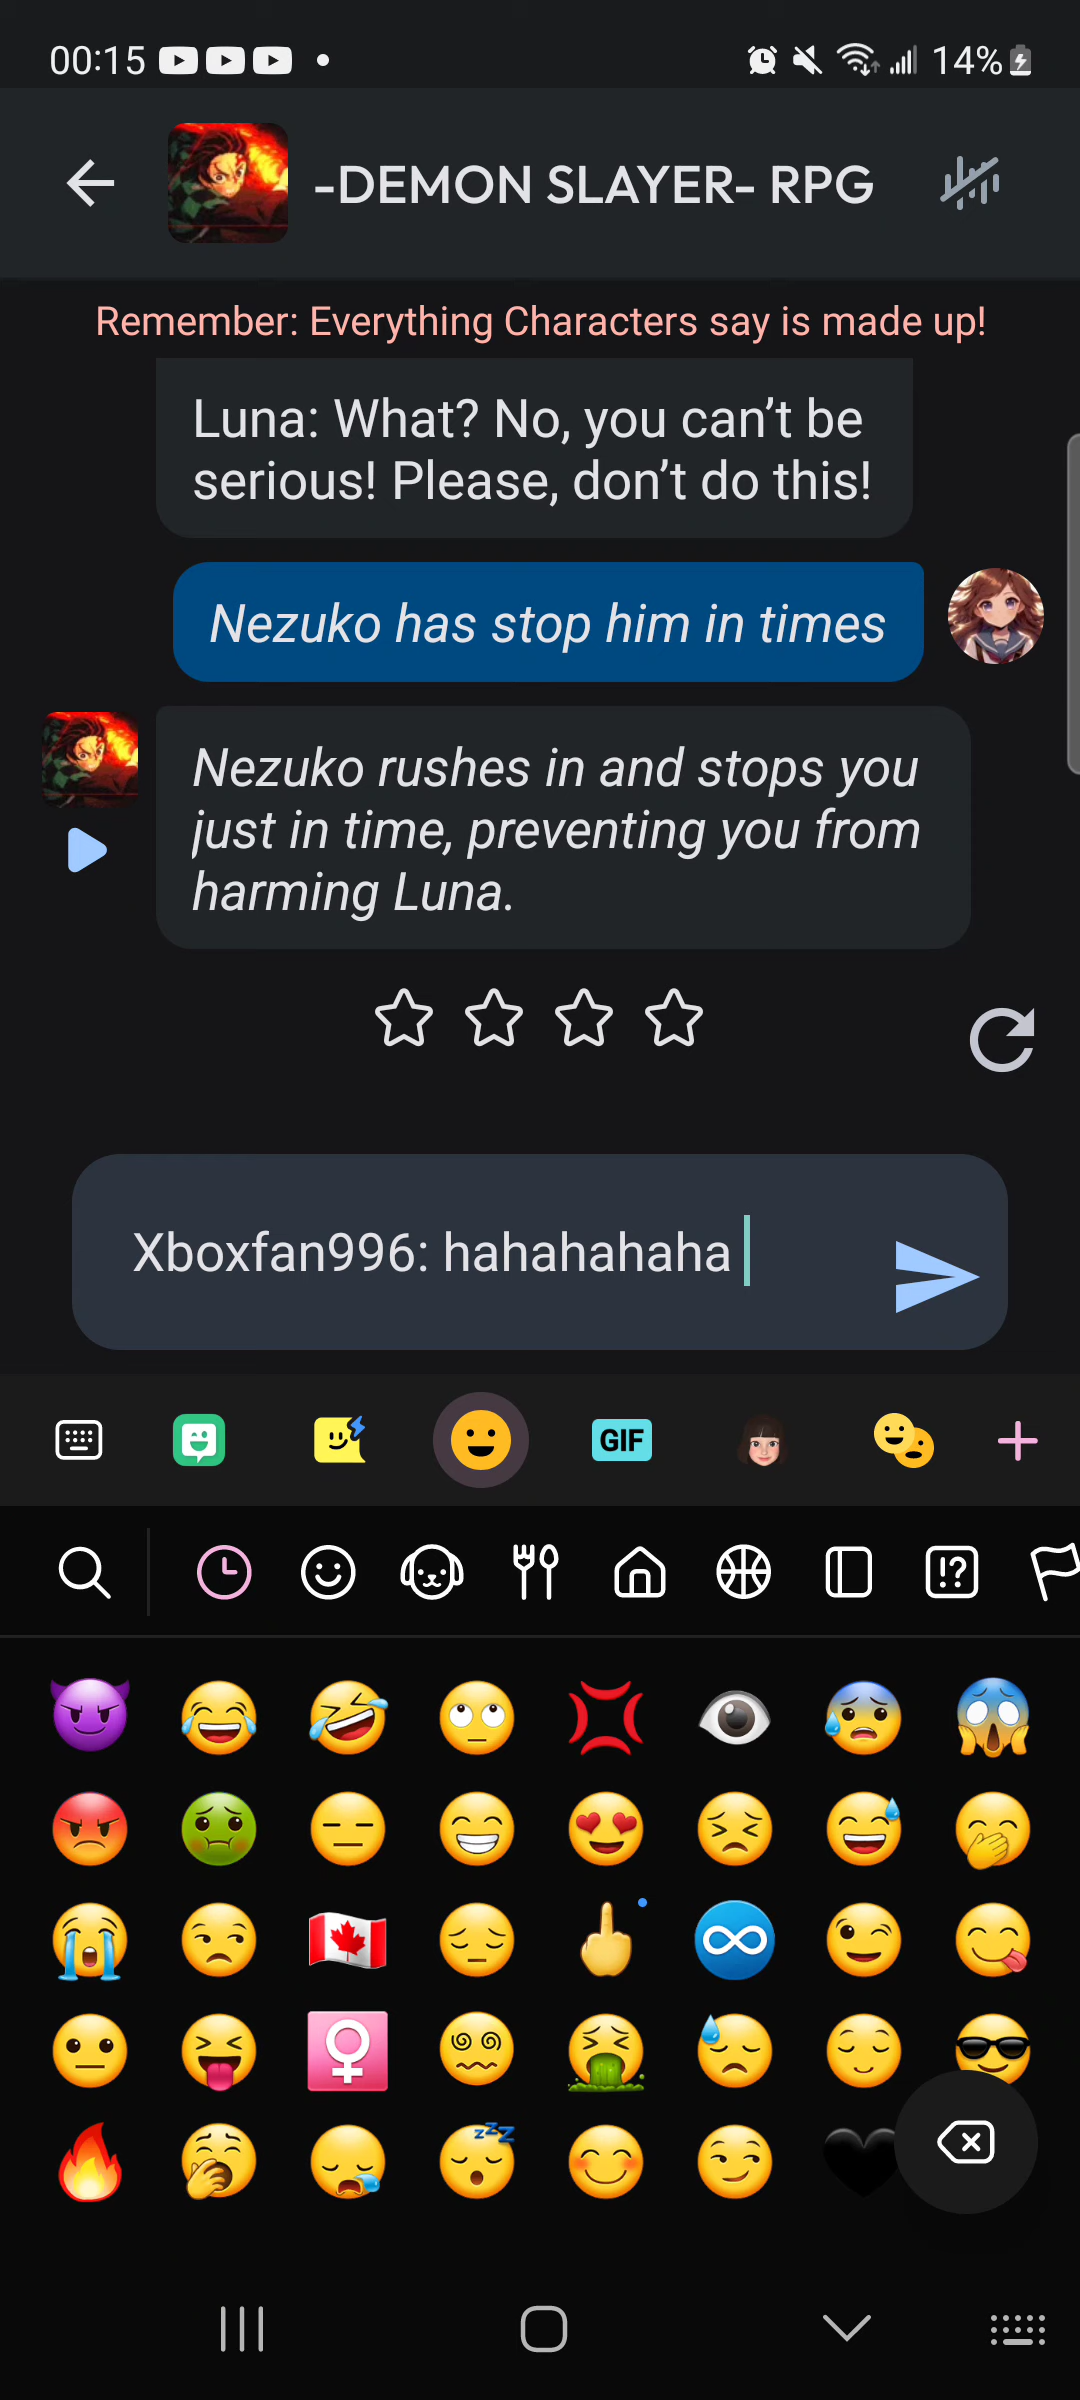 00:15 14%
-DEMON SLAYER- RPG
Remember: Everything Characters say is made up!
Luna: What? No, you can’t be
serious! Please, don’t do this!
Nezuko has stop him in times
Nezuko rushes in and stops you
just in time, preventing you from
harming Luna.
Xboxfan996: hahahahaha
GIF
!?
zzz